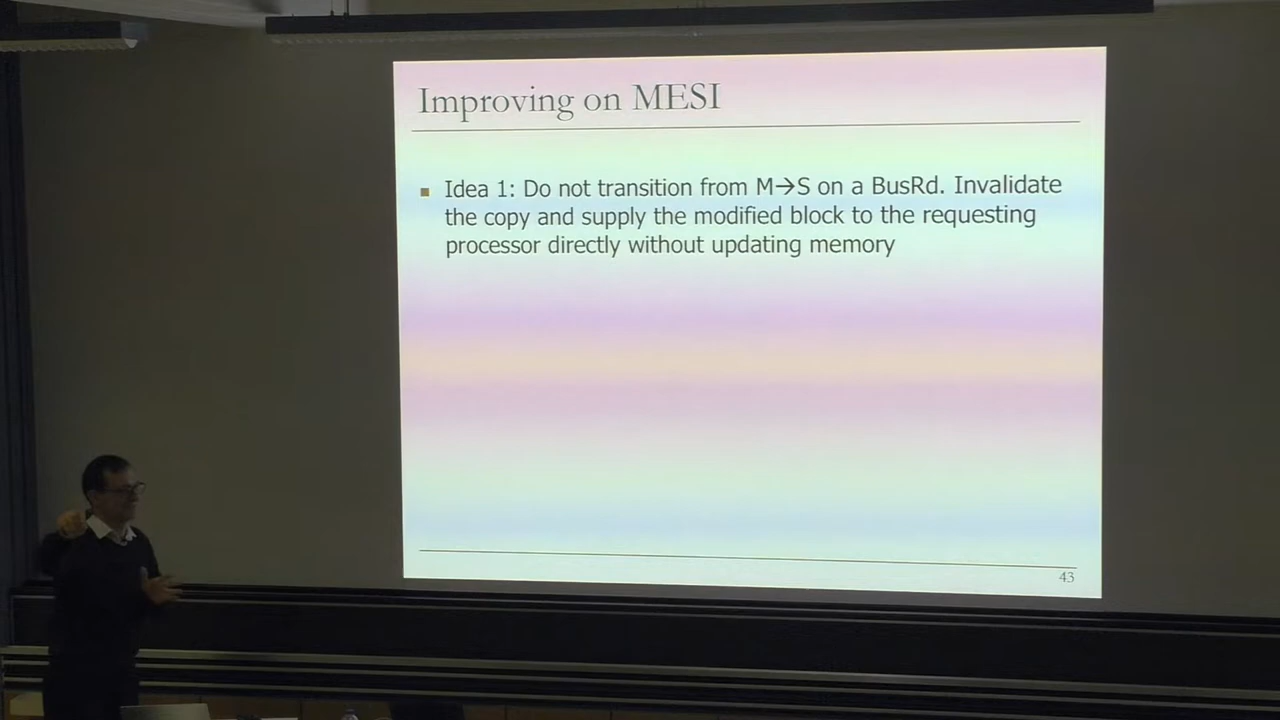 Improving on MESI
Idea 1: Do not transition from M→S on a BusRd. Invalidate
the copy and supply the modified block to the requesting
processor directly without updating memory
43